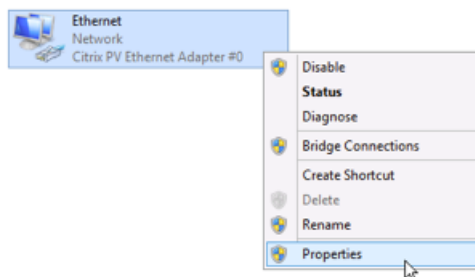 Ethernet
Network
Citrix PV Ethernet Adapter #0
Disable
Status
Diagnose
Bridge Connections
Create Shortcut
Delete
Rename
Properties